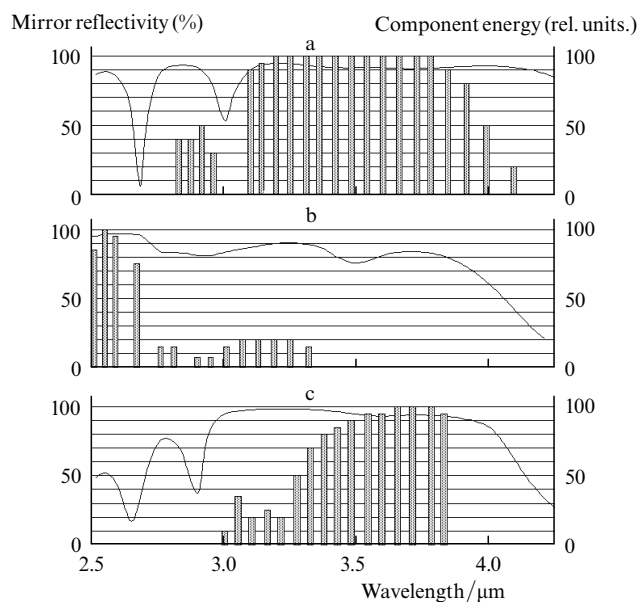 Mirror reflectivity (%) Component energy (rel. units.)
a
100 100
50 50
0 0
b
100 100
50 50
0 0
c
100 100
50 50
0 0
2.5 3.0 3.5 4.0
Wavelength/μm